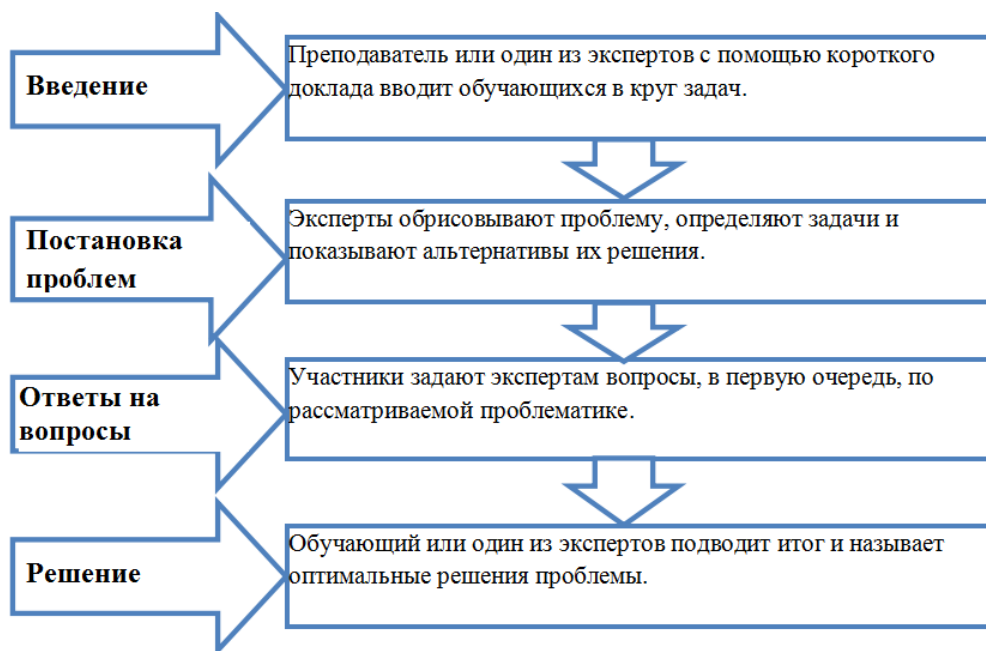 Введение
Преподаватель или один из экспертов с помощью короткого
доклада вводит обучающихся в круг задач.
Постановка
проблем
Эксперты обрисовывают проблему, определяют задачи и
показывают альтернативы их решения.
Ответы на
вопросы
Участники задают экспертам вопросы, в первую очередь, по
рассматриваемой проблематике.
Решение
Обучающий или один из экспертов подводит итог и называет
оптимальные решения проблемы.